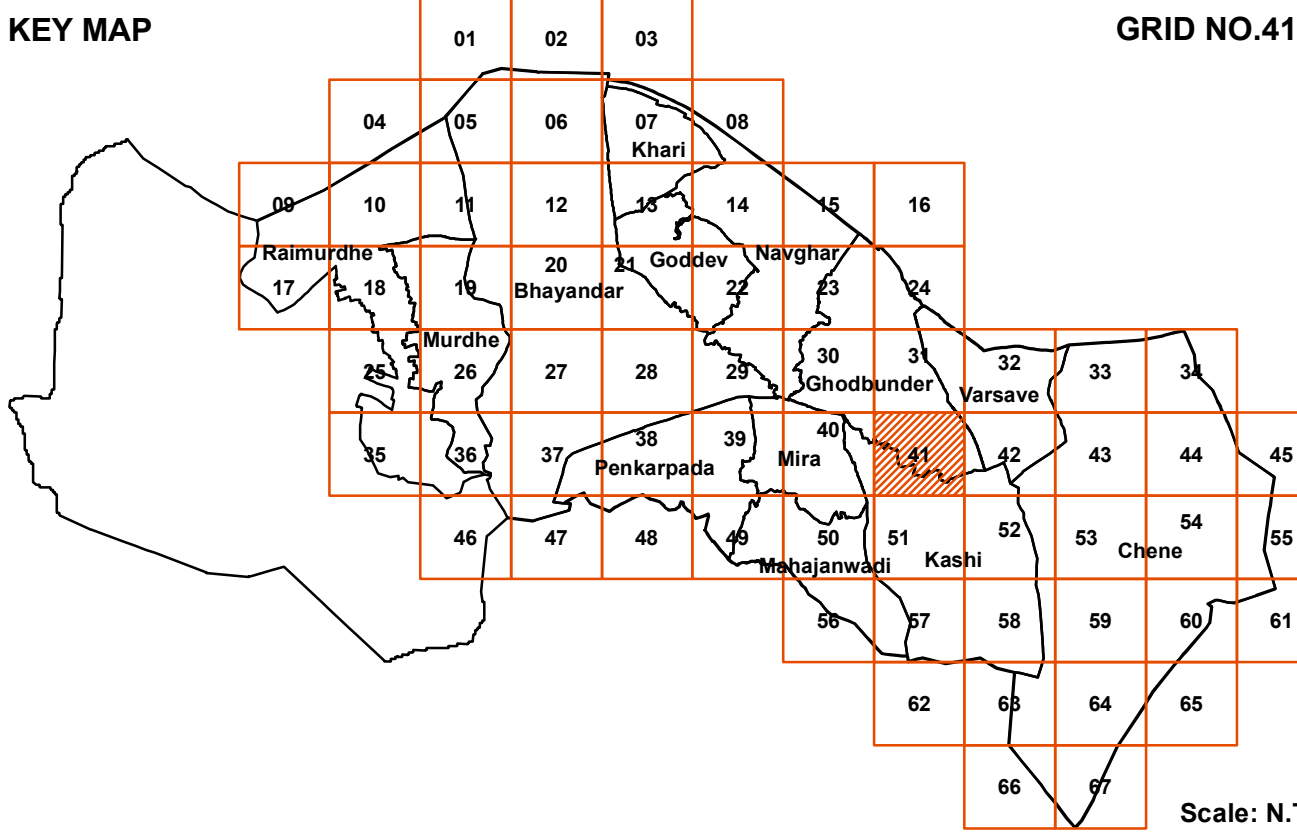 KEY MAP
GRID NO.41
01 02 03
04 05 06 07 08
Khari
09 10 11 12 13 14 15 16
Raimurdhe Goddev Navghar
17 18 19 20 21 22 23 24
Bhayandar
Murdhe
25 26 27 28 29 30 31 32 33 34
Ghodbunder Varsave
35 36 37 38 39 40 41 42 43 44 45
Penkarpada Mira
46 47 48 49 50 51 52 53 54 55
Mahajanwadi Kashi Chene
56 57 58 59 60 61
62 63 64 65
66 67
Scale: N.T